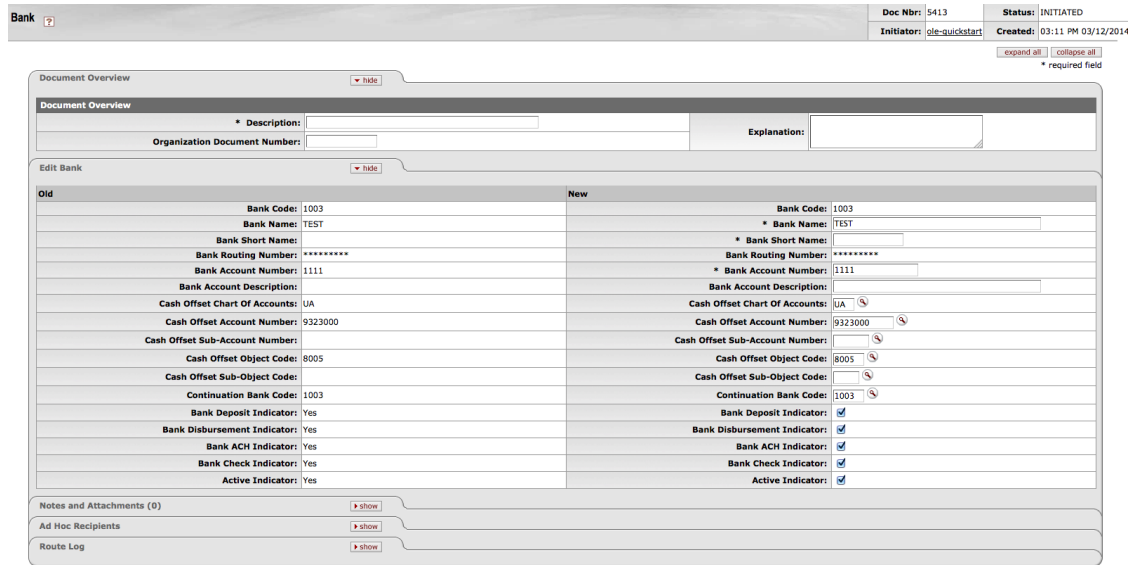 Bank ?
Doc Nbr: 5413 Status: INITIATED
Initiator: ole-quickstart Created: 03:11 PM 03/12/2014
expand all collapse all
* required field
Document Overview hide
Document Overview
* Description: Explanation:
Organization Document Number:
Edit Bank hide
Old New
Bank Code: 1003 Bank Code: 1003
Bank Name: TEST * Bank Name: TEST
Bank Short Name: * Bank Short Name:
Bank Routing Number: ********* Bank Routing Number: *********
Bank Account Number: 1111 * Bank Account Number: 1111
Bank Account Description: Bank Account Description:
Cash Offset Chart Of Accounts: UA Cash Offset Chart Of Accounts: UA
Cash Offset Account Number: 9323000 Cash Offset Account Number: 9323000
Cash Offset Sub-Account Number: Cash Offset Sub-Account Number:
Cash Offset Object Code: 8005 Cash Offset Object Code: 8005
Cash Offset Sub-Object Code: Cash Offset Sub-Object Code:
Continuation Bank Code: 1003 Continuation Bank Code: 1003
Bank Deposit Indicator: Yes Bank Deposit Indicator:
Bank Disbursement Indicator: Yes Bank Disbursement Indicator:
Bank ACH Indicator: Yes Bank ACH Indicator:
Bank Check Indicator: Yes Bank Check Indicator:
Active Indicator: Yes Active Indicator:
Notes and Attachments (0) show
Ad Hoc Recipients show
Route Log show